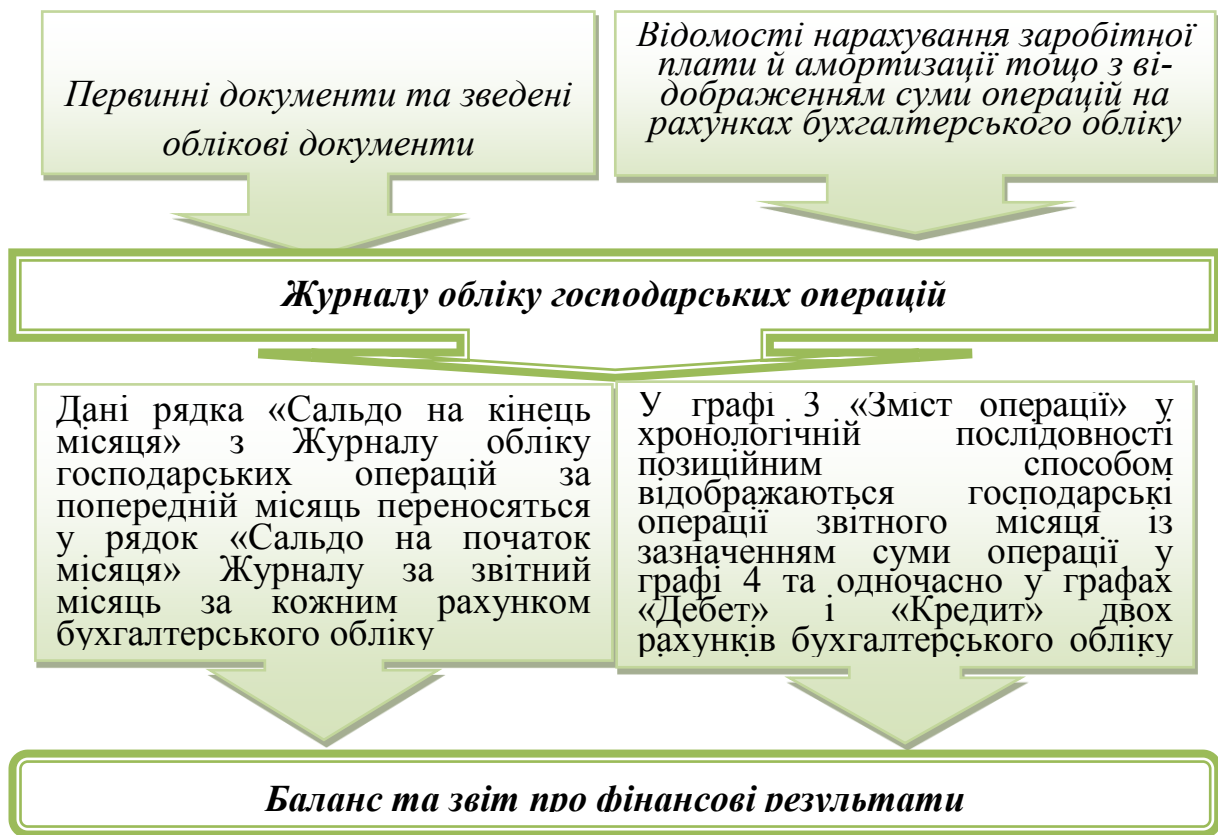 Первинні документи та зведені
облікові документи
Відомості нарахування заробітної
плати й амортизації тощо з ві-
дображенням суми операцій на
рахунках бухгалтерського обліку
Журналу обліку господарських операцій
Дані рядка «Сальдо на кінець
місяця» з Журналу обліку
господарських операцій за
попередній місяць переносяться
у рядок «Сальдо на початок
місяця» Журналу за звітний
місяць за кожним рахунком
бухгалтерського обліку
У графі 3 «Зміст операції» у
хронологічній послідовності
позиційним способом
відображаються господарські
операції звітного місяця із
зазначенням суми операції у
графі 4 та одночасно у графах
«Дебет» і «Кредит» двох
рахунків бухгалтерського обліку
Баланс та звіт про фінансові результати